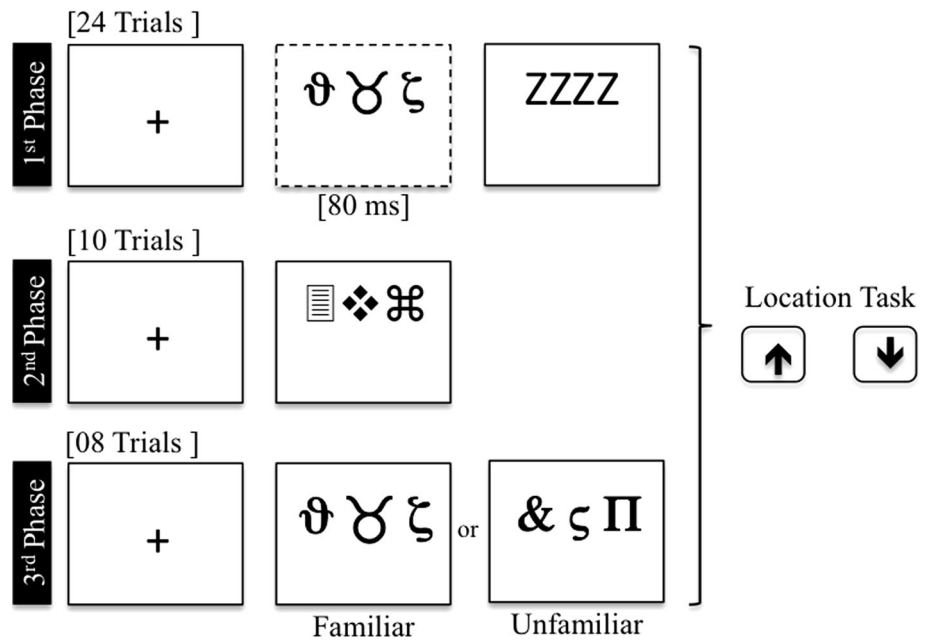 [24 Trials ]
1st Phase
+
ϑ ♉ ζ
ZZZZ
[80 ms]
[10 Trials ]
2nd Phase
+
❖ ⌘
Location Task
↑ ↓
[08 Trials ]
3rd Phase
+
ϑ ♉ ζ
or
& ς Π
Familiar
Unfamiliar